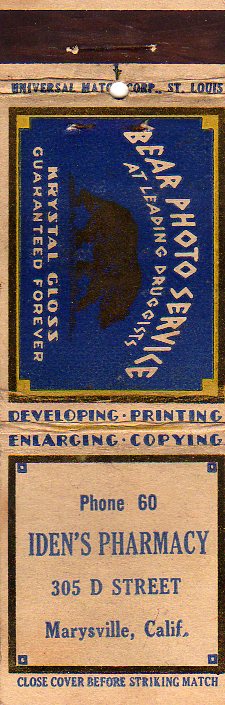 UNIVERSAL MATCH CORP., ST. LOUIS
BEAR PHOTO SERVICE
AT LEADING DRUGGISTS
KRYSTAL GLOSS
GUARANTEED FOREVER
DEVELOPING · PRINTING
ENLARGING · COPYING
Phone 60
IDEN'S PHARMACY
305 D STREET
Marysville, Calif.
CLOSE COVER BEFORE STRIKING MATCH